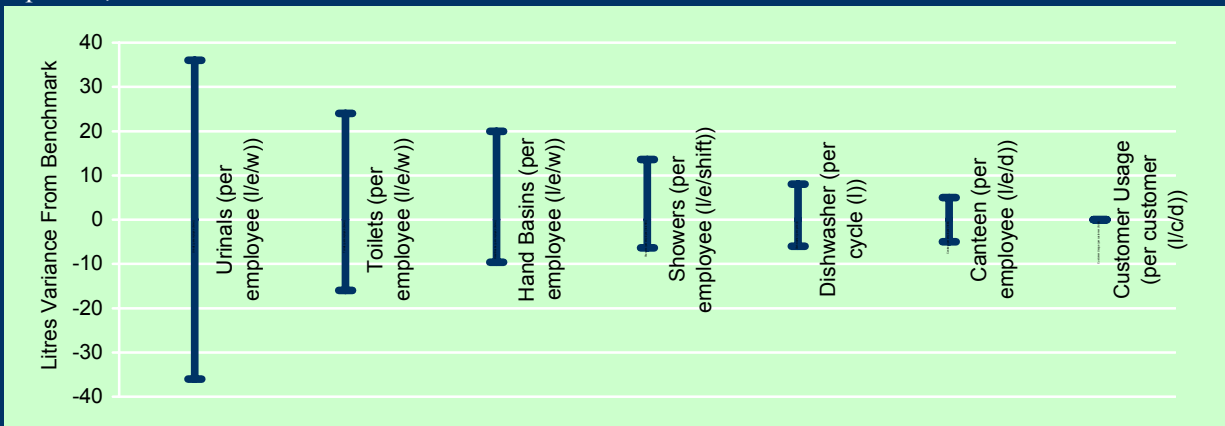 Litres Variance From Benchmark
40
30
20
10
0
-10
-20
-30
-40
Urinals (per
employee (l/e/w))
Toilets (per
employee (l/e/w))
Hand Basins (per
employee (l/e/w))
Showers (per
employee (l/e/shift))
Dishwasher (per
cycle (l))
Canteen (per
employee (l/e/d))
Customer Usage
(per customer
(l/c/d))